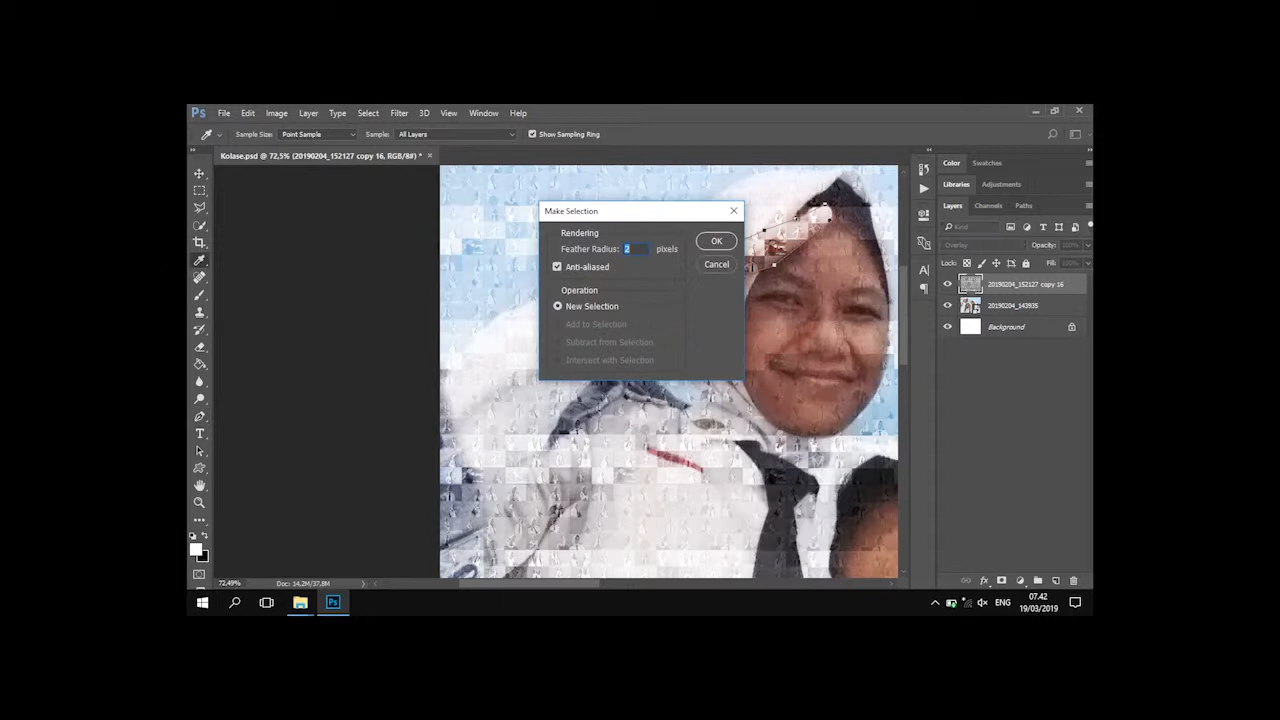 Ps File Edit Image Layer Type Select Filter 3D View Window Help
Sample Size: Point Sample Sample: All Layers Show Sampling Ring
Kolase.psd @ 72,5% (20190204_152127 copy 16, RGB/8#) *
Color Swatches
Libraries Adjustments
Layers Channels Paths
Kind
Overlay Opacity: 100%
Lock: Fill: 100%
20190204_152127 copy 16
20190204_143935
Background
Make Selection
Rendering
Feather Radius: 2 pixels
Anti-aliased
OK
Cancel
Operation
New Selection
Add to Selection
Subtract from Selection
Intersect with Selection
72,49% Doc: 14,2M/37,8M
Ps
ENG
07.42
19/03/2019